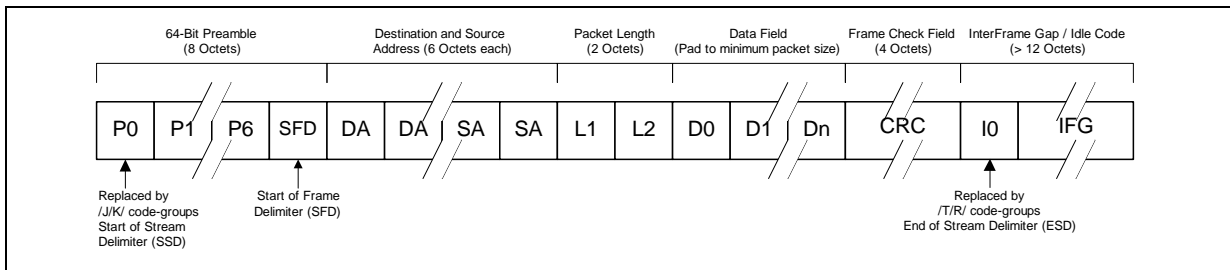 64-Bit Preamble
(8 Octets)
Destination and Source
Address (6 Octets each)
Packet Length
(2 Octets)
Data Field
(Pad to minimum packet size)
Frame Check Field
(4 Octets)
InterFrame Gap / Idle Code
(> 12 Octets)
P0 P1 P6 SFD DA DA SA SA L1 L2 D0 D1 Dn CRC I0 IFG
Replaced by
/J/K/ code-groups
Start of Stream
Delimiter (SSD)
Start of Frame
Delimiter (SFD)
Replaced by
/T/R/ code-groups
End of Stream Delimiter (ESD)